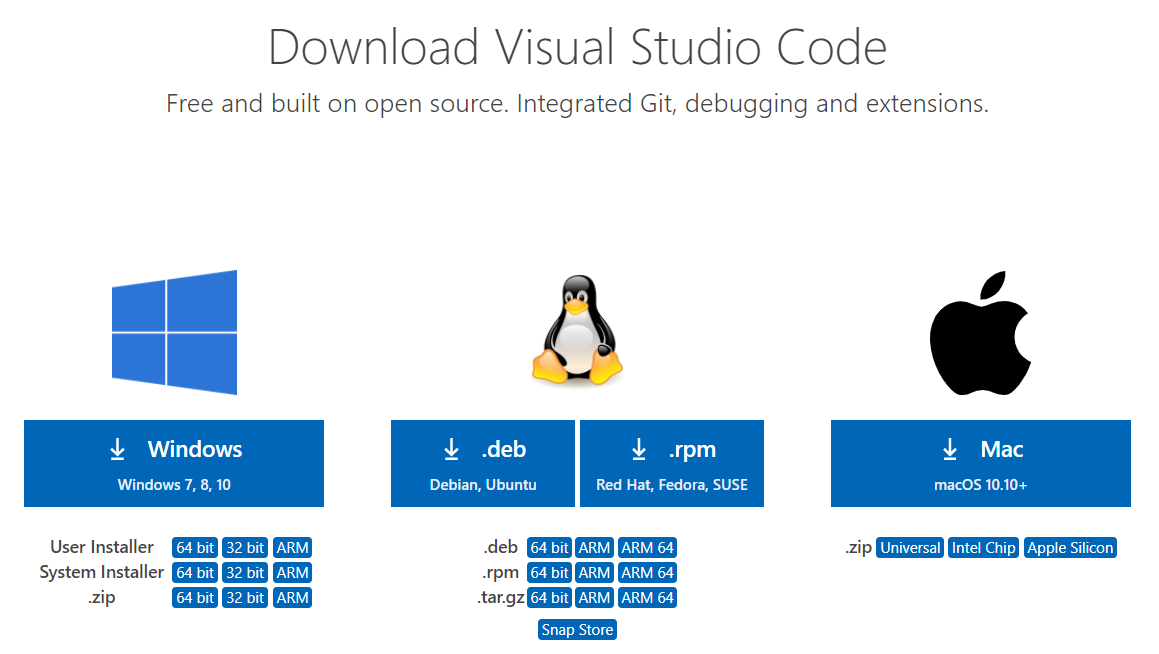 Download Visual Studio Code
Free and built on open source. Integrated Git, debugging and extensions.
Windows
Windows 7, 8, 10
User Installer 64 bit 32 bit ARM
System Installer 64 bit 32 bit ARM
.zip 64 bit 32 bit ARM
.deb
Debian, Ubuntu
.rpm
Red Hat, Fedora, SUSE
.deb 64 bit ARM ARM 64
.rpm 64 bit ARM ARM 64
.tar.gz 64 bit ARM ARM 64
Snap Store
Mac
macOS 10.10+
.zip Universal Intel Chip Apple Silicon